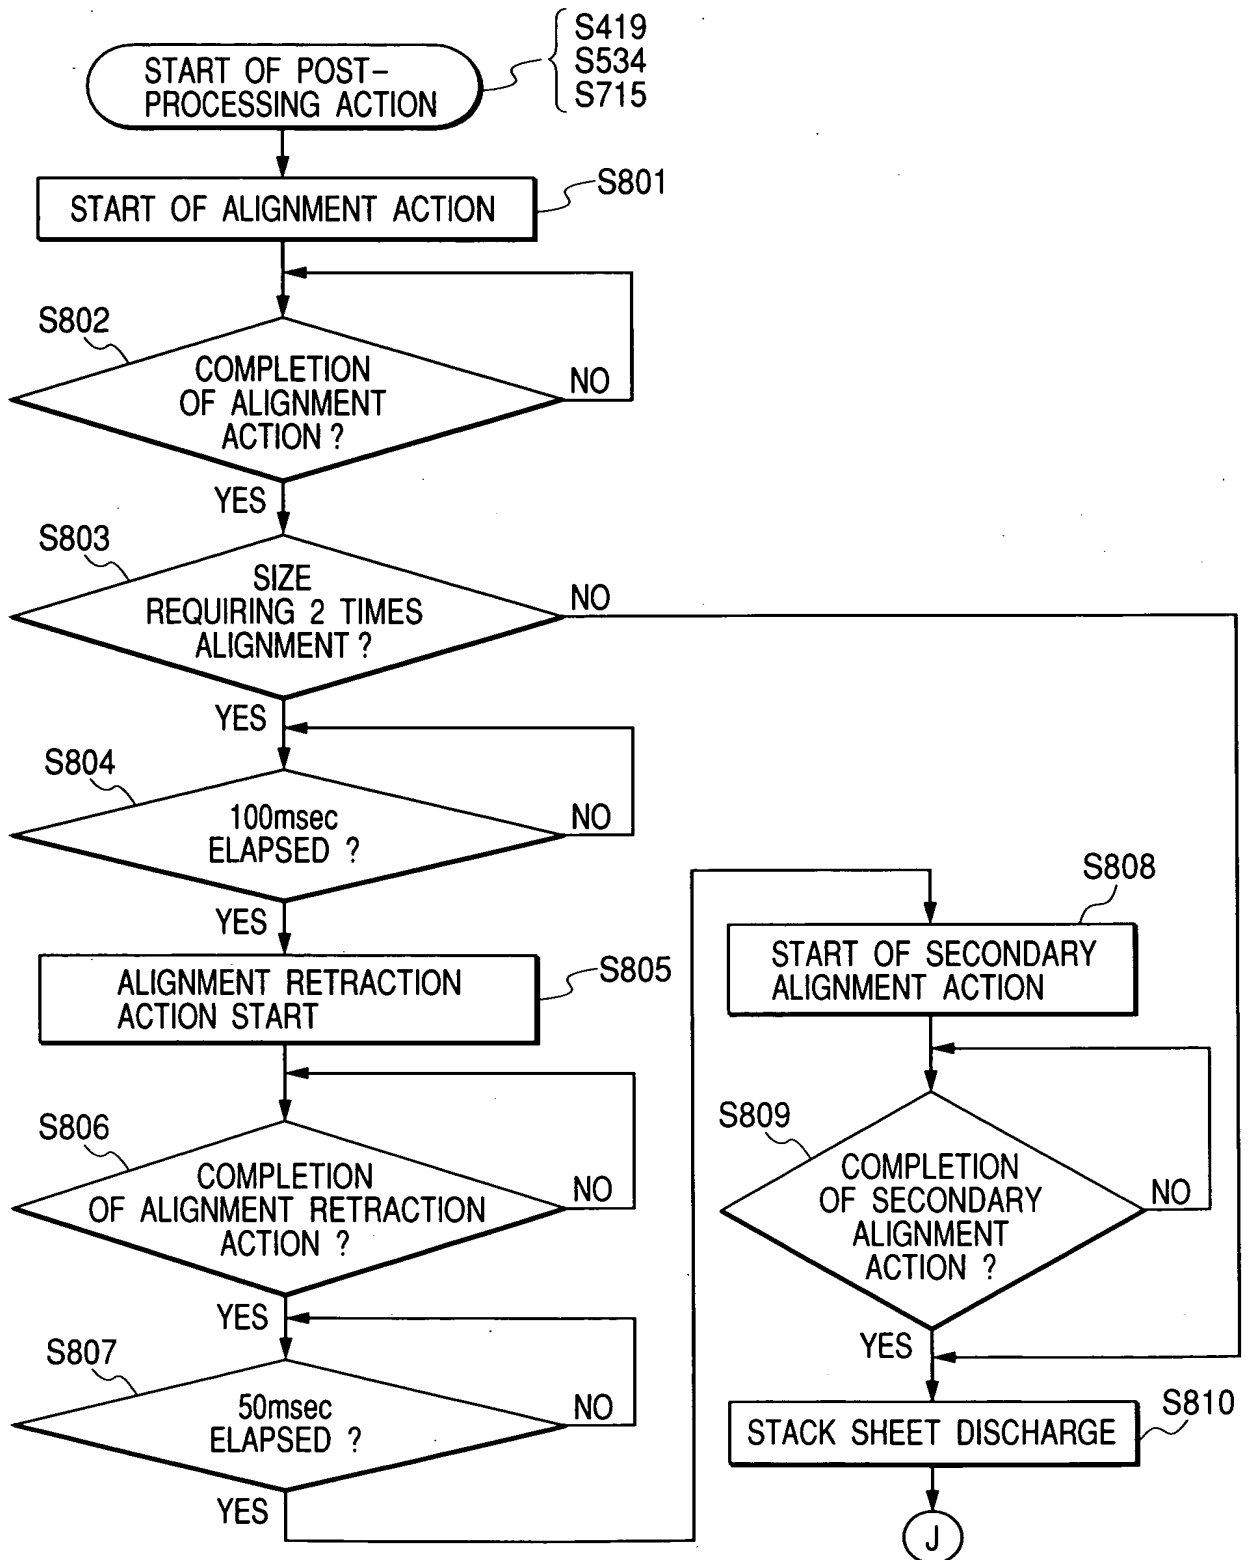 START OF POST-
PROCESSING ACTION
S419
S534
S715
START OF ALIGNMENT ACTION
S801
S802
COMPLETION
OF ALIGNMENT
ACTION ?
NO
YES
S803
SIZE
REQUIRING 2 TIMES
ALIGNMENT ?
NO
YES
S804
100msec
ELAPSED ?
NO
YES
ALIGNMENT RETRACTION
ACTION START
S805
S806
COMPLETION
OF ALIGNMENT RETRACTION
ACTION ?
NO
YES
S807
50msec
ELAPSED ?
NO
YES
S808
START OF SECONDARY
ALIGNMENT ACTION
S809
COMPLETION
OF SECONDARY
ALIGNMENT
ACTION ?
NO
YES
STACK SHEET DISCHARGE
S810
J